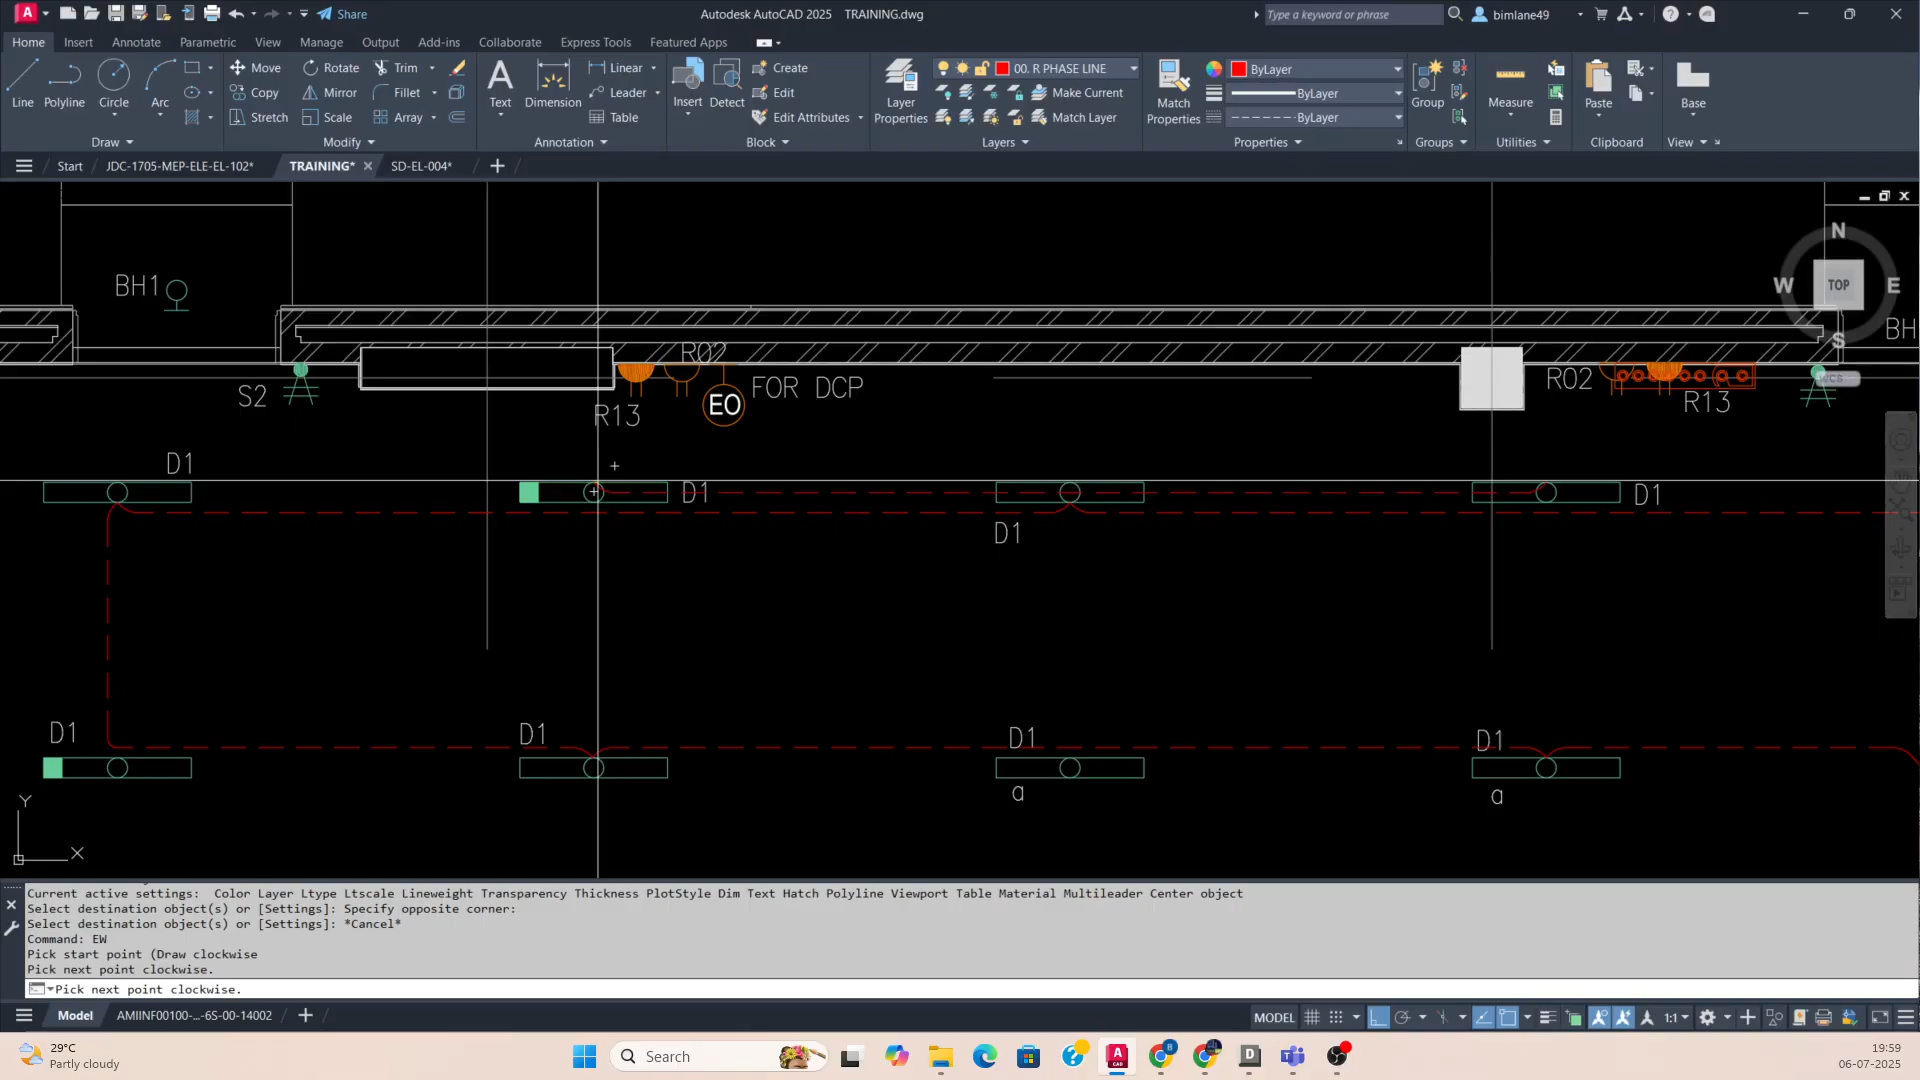 Share
Autodesk AutoCAD 2025 TRAINING.dwg
Type a keyword or phrase
bimlane49
Home Insert Annotate Parametric View Manage Output Add-ins Collaborate Express Tools Featured Apps
Line Polyline Circle Arc
Move Rotate Trim
Copy Mirror Fillet
Stretch Scale Array
Text Dimension
Linear
Leader
Table
Insert Detect
Create
Edit
Edit Attributes
Layer Properties
00. R PHASE LINE
Make Current
Match Layer
Match Properties
ByLayer
ByLayer
ByLayer
Group
Measure
Paste
Base
Draw Modify Annotation Block Layers Properties Groups Utilities Clipboard View
Start JDC-1705-MEP-ELE-EL-102* TRAINING* SD-EL-004*
N
W TOP E
S
WCS
BH1
BH
R02
S2
FOR DCP
EO
R13
R02
R13
D1
D1
D1
D1
D1
D1
D1
D1
a
a
Y
X
Current active settings: Color Layer Ltype Ltscale Lineweight Transparency Thickness PlotStyle Dim Text Hatch Polyline Viewport Table Material Multileader Center object
Select destination object(s) or [Settings]: Specify opposite corner:
Select destination object(s) or [Settings]: *Cancel*
Command: EW
Pick start point (Draw clockwise
Pick next point clockwise.
Pick next point clockwise.
Model AMIINF00100-...-6S-00-14002
MODEL
1:1
29°C
Partly cloudy
Search
19:59
06-07-2025